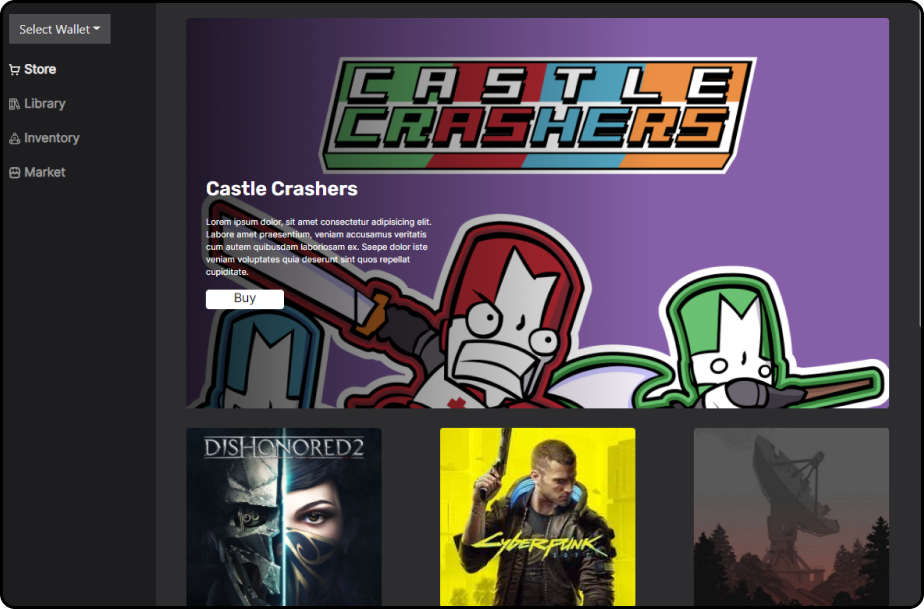 Select Wallet
Store
Library
Inventory
Market
CASTLE
CRASHERS
Castle Crashers
Lorem ipsum dolor, sit amet consectetur adipisicing elit.
Labore amet praesentium, veniam accusamus veritatis
cum autem quibusdam laboriosam ex. Saepe dolor iste
veniam voluptates quia deserunt sint quos repellat
cupiditate.
Buy
DISHONORED2
CYBERPUNK
2077